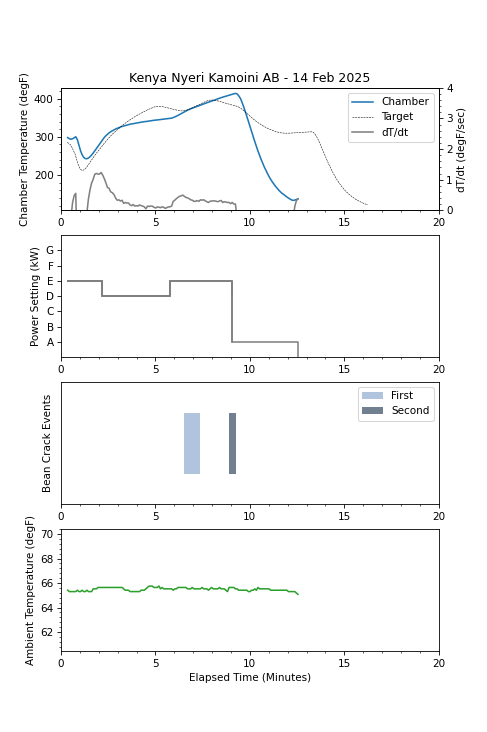 Kenya Nyeri Kamoini AB - 14 Feb 2025
Chamber Temperature (degF)
400
300
200
Chamber
Target
dT/dt
4
3
2
1
0
dT/dt (degF/sec)
0 5 10 15 20
Power Setting (kW)
G
F
E
D
C
B
A
0 5 10 15 20
Bean Crack Events
First
Second
0 5 10 15 20
Ambient Temperature (degF)
70
68
66
64
62
0 5 10 15 20
Elapsed Time (Minutes)